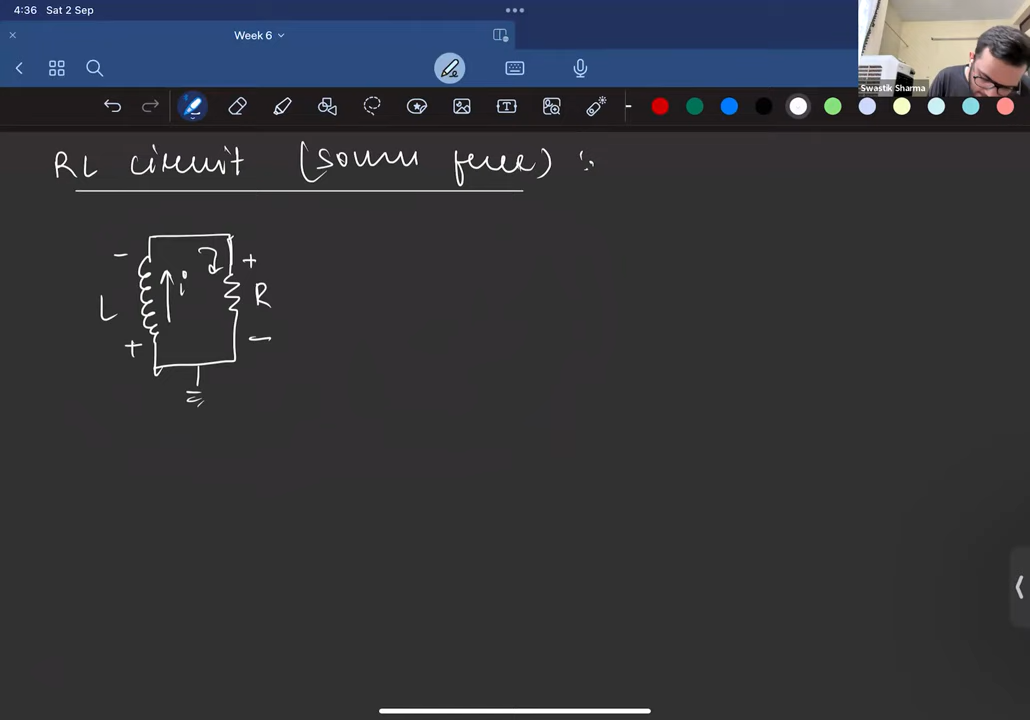 4:36 Sat 2 Sep
Week 6
Swastik Sharma
RL circuit (source free) :
- +
L i R
+ -